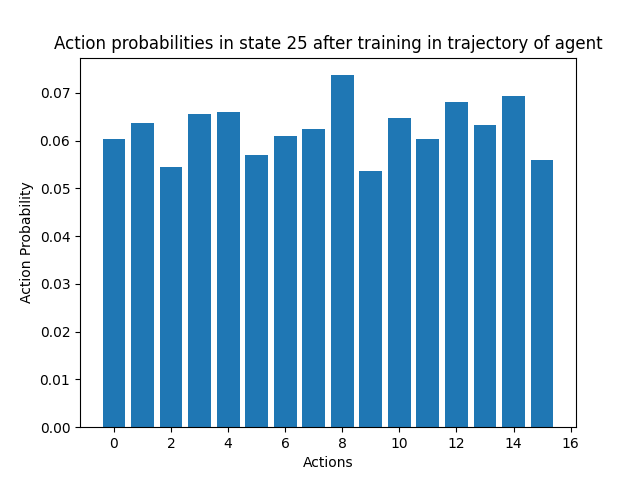 Action probabilities in state 25 after training in trajectory of agent
0.07
0.06
0.05
0.04
0.03
0.02
0.01
0.00
Action Probability
0 2 4 6 8 10 12 14 16
Actions